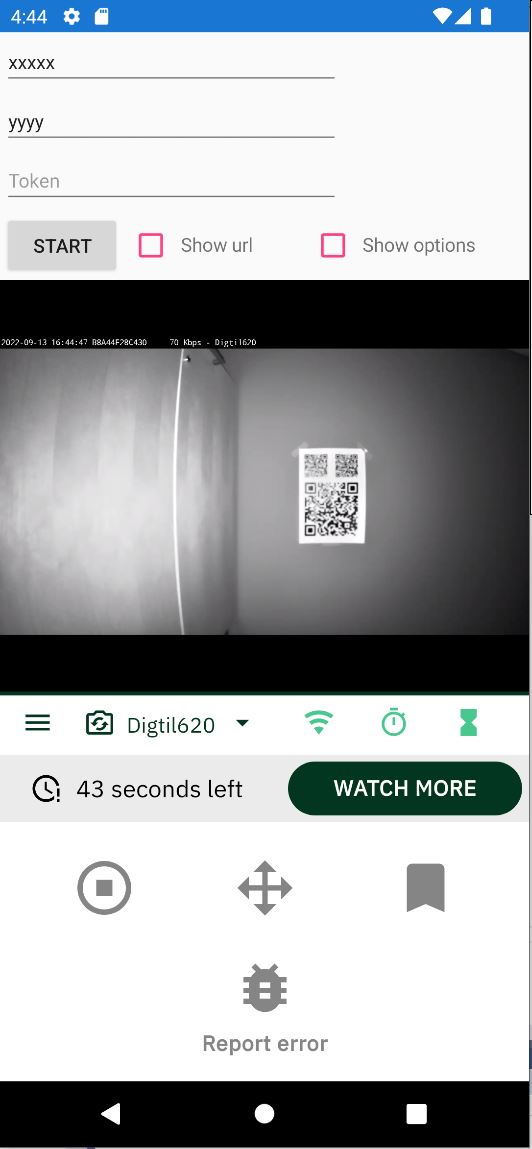 4:44
xxxxx
yyyy
Token
START Show url Show options
2022-09-13 16:44:47 B8A44F28C430 70 Kbps - Digtil620
Digtil620
43 seconds left WATCH MORE
Report error